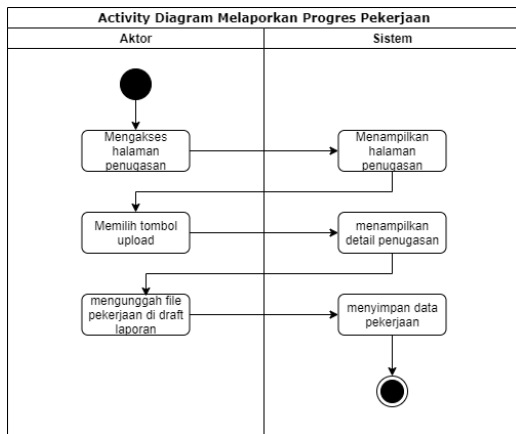 Activity Diagram Melaporkan Progres Pekerjaan
Aktor
Sistem
Mengakses
halaman
penugasan
Menampilkan
halaman
penugasan
Memilih tombol
upload
menampilkan
detail penugasan
mengunggah file
pekerjaan di draft
laporan
menyimpan data
pekerjaan